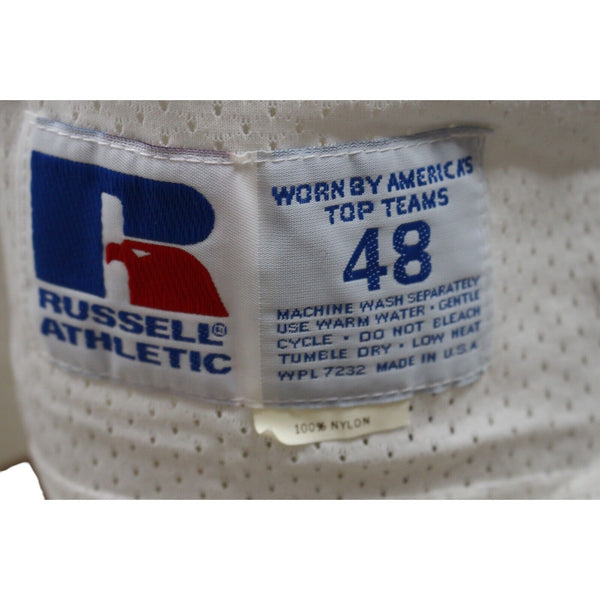 RUSSELL®
ATHLETIC
WORN BY AMERICA'S
TOP TEAMS
48
MACHINE WASH SEPARATELY
USE WARM WATER · GENTLE
CYCLE · DO NOT BLEACH
TUMBLE DRY · LOW HEAT
WPL 7232 MADE IN U.S.A
100% NYLON